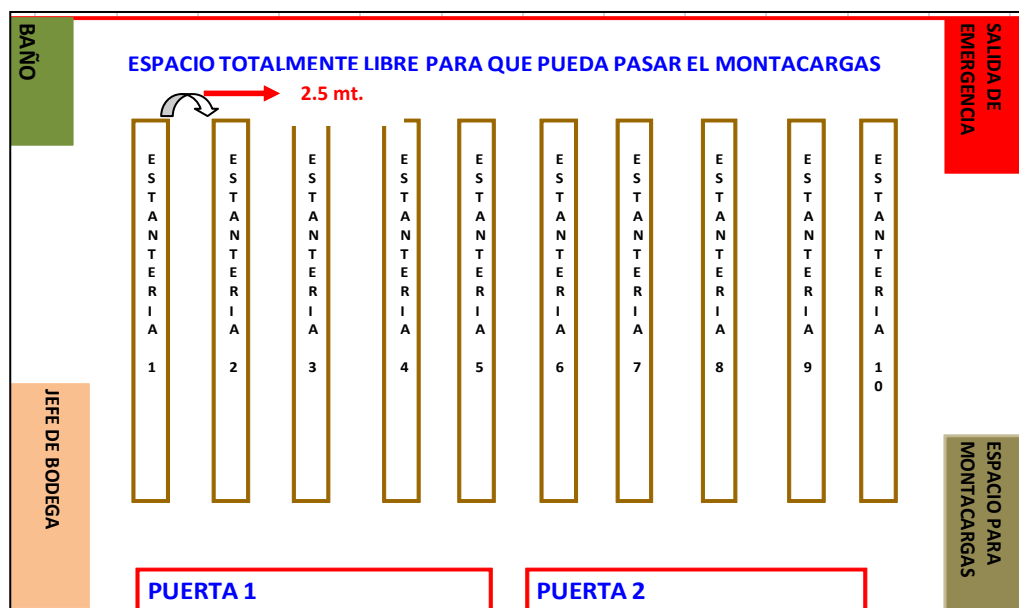 BAÑO
ESPACIO TOTALMENTE LIBRE PARA QUE PUEDA PASAR EL MONTACARGAS
2.5 mt.
SALIDA DE
EMERGENCIA
ESTANTERIA 1
ESTANTERIA 2
ESTANTERIA 3
ESTANTERIA 4
ESTANTERIA 5
ESTANTERIA 6
ESTANTERIA 7
ESTANTERIA 8
ESTANTERIA 9
ESTANTERIA 10
JEFE DE BODEGA
ESPACIO PARA
MONTACARGAS
PUERTA 1
PUERTA 2